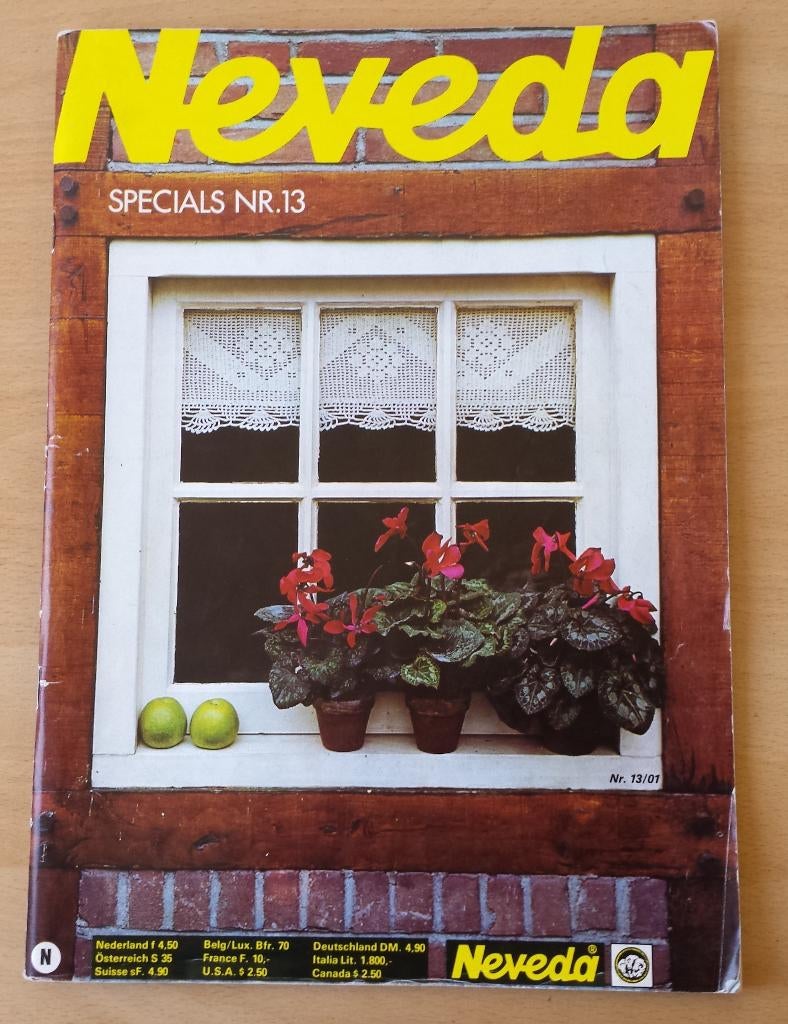 Neveda
SPECIALS NR.13
Nr. 13/01
N
Nederland f 4,50
Österreich S 35
Suisse sF. 4.90
Belg/Lux. Bfr. 70
France F. 10,-
U.S.A. $ 2.50
Deutschland DM. 4,90
Italia Lit. 1.800,-
Canada $ 2.50
Neveda®